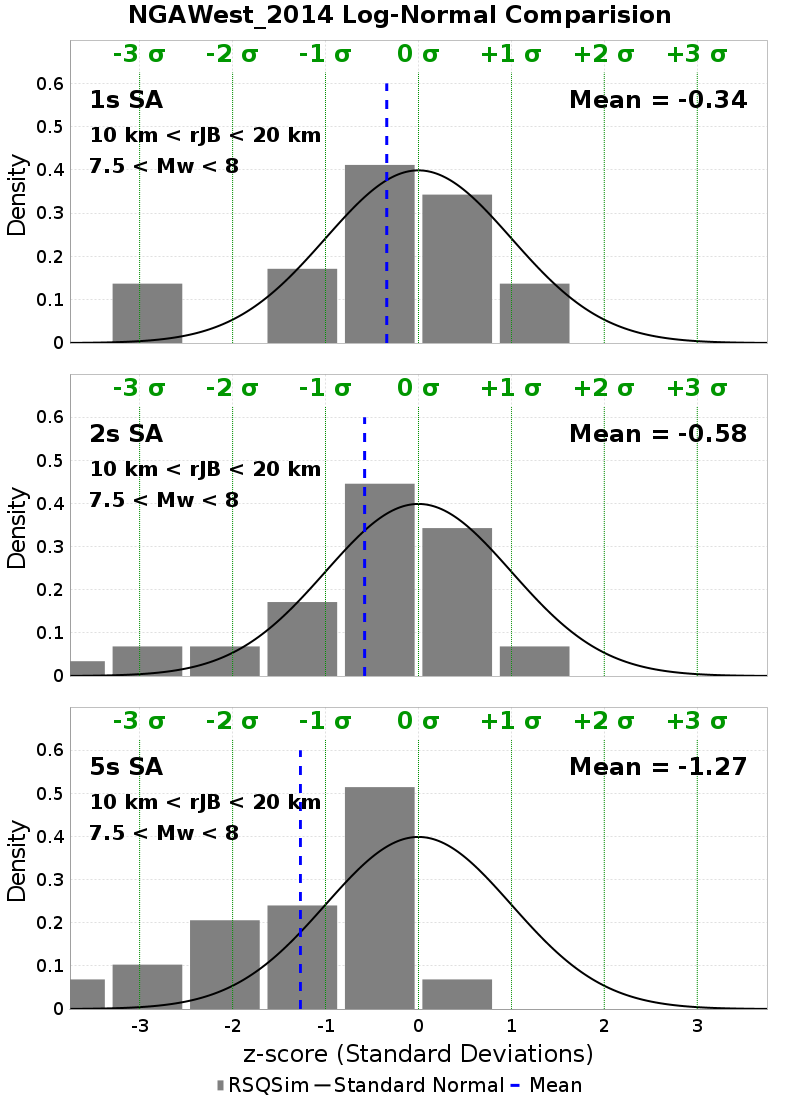 NGAWest_2014 Log-Normal Comparision
-3 σ -2 σ -1 σ 0 σ +1 σ +2 σ +3 σ
0.6
1s SA Mean = -0.34
0.5
10 km < rJB < 20 km
7.5 < Mw < 8
0.4
0.3
0.2
0.1
0
Density
-3 σ -2 σ -1 σ 0 σ +1 σ +2 σ +3 σ
0.6
2s SA Mean = -0.58
0.5
10 km < rJB < 20 km
7.5 < Mw < 8
0.4
0.3
0.2
0.1
0
Density
-3 σ -2 σ -1 σ 0 σ +1 σ +2 σ +3 σ
0.6
5s SA Mean = -1.27
0.5
10 km < rJB < 20 km
7.5 < Mw < 8
0.4
0.3
0.2
0.1
0
Density
-3 -2 -1 0 1 2 3
z-score (Standard Deviations)
RSQSim Standard Normal Mean